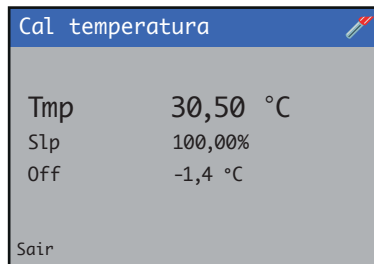 Cal temperatura
Tmp 30,50 °C
Slp 100,00%
Off -1,4 °C
Sair